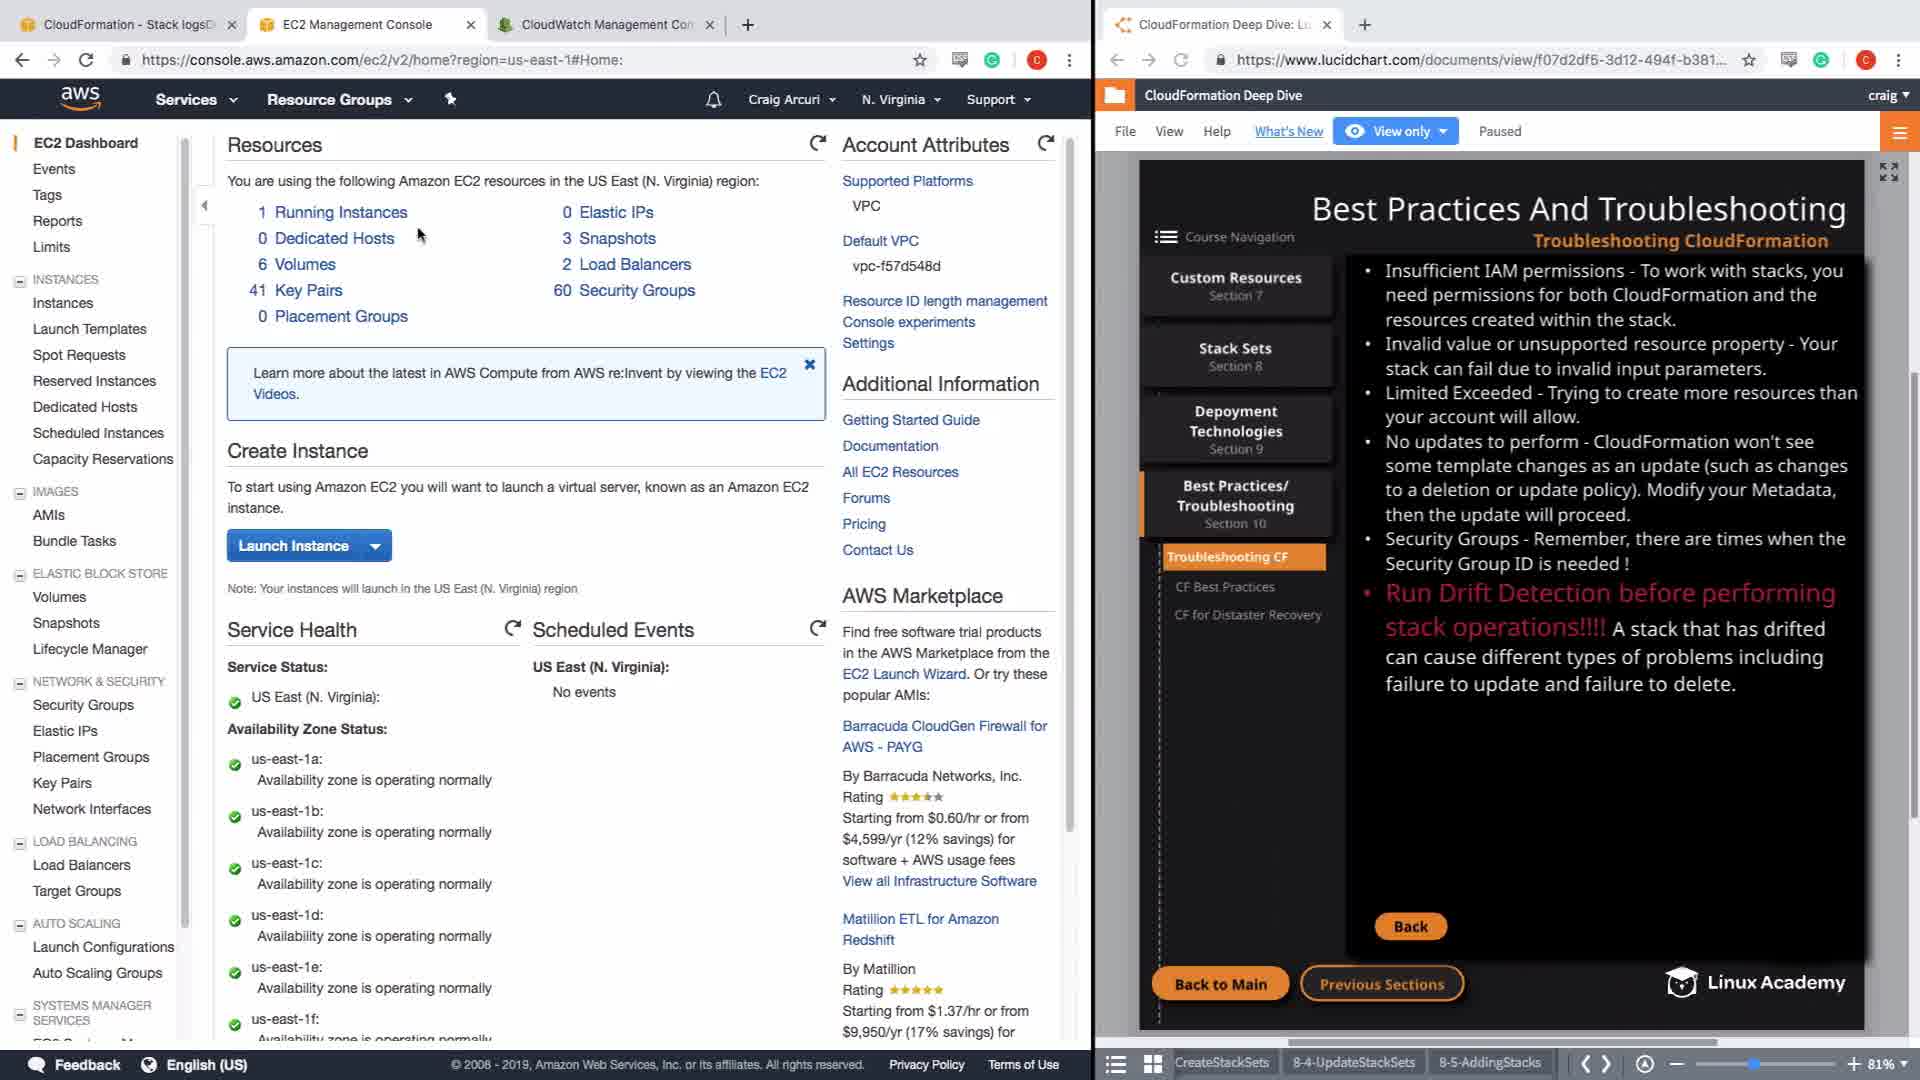 CloudFormation - Stack logsD
EC2 Management Console
CloudWatch Management Con
https://console.aws.amazon.com/ec2/v2/home?region=us-east-1#Home:
C
aws
Services
Resource Groups
Craig Arcuri
N. Virginia
Support
EC2 Dashboard
Events
Tags
Reports
Limits
INSTANCES
Instances
Launch Templates
Spot Requests
Reserved Instances
Dedicated Hosts
Scheduled Instances
Capacity Reservations
IMAGES
AMIs
Bundle Tasks
ELASTIC BLOCK STORE
Volumes
Snapshots
Lifecycle Manager
NETWORK & SECURITY
Security Groups
Elastic IPs
Placement Groups
Key Pairs
Network Interfaces
LOAD BALANCING
Load Balancers
Target Groups
AUTO SCALING
Launch Configurations
Auto Scaling Groups
SYSTEMS MANAGER
SERVICES
Resources
You are using the following Amazon EC2 resources in the US East (N. Virginia) region:
1 Running Instances
0 Elastic IPs
0 Dedicated Hosts
3 Snapshots
6 Volumes
2 Load Balancers
41 Key Pairs
60 Security Groups
0 Placement Groups
Learn more about the latest in AWS Compute from AWS re:Invent by viewing the EC2
Videos.
Create Instance
To start using Amazon EC2 you will want to launch a virtual server, known as an Amazon EC2
instance.
Launch Instance
Note: Your instances will launch in the US East (N. Virginia) region
Service Health
Service Status:
US East (N. Virginia):
Availability Zone Status:
us-east-1a:
Availability zone is operating normally
us-east-1b:
Availability zone is operating normally
us-east-1c:
Availability zone is operating normally
us-east-1d:
Availability zone is operating normally
us-east-1e:
Availability zone is operating normally
us-east-1f:
Availability zone is operating normally
Scheduled Events
US East (N. Virginia):
No events
Account Attributes
Supported Platforms
VPC
Default VPC
vpc-f57d548d
Resource ID length management
Console experiments
Settings
Additional Information
Getting Started Guide
Documentation
All EC2 Resources
Forums
Pricing
Contact Us
AWS Marketplace
Find free software trial products
in the AWS Marketplace from the
EC2 Launch Wizard. Or try these
popular AMIs:
Barracuda CloudGen Firewall for
AWS - PAYG
By Barracuda Networks, Inc.
Rating
Starting from $0.60/hr or from
$4,599/yr (12% savings) for
software + AWS usage fees
View all Infrastructure Software
Matillion ETL for Amazon
Redshift
By Matillion
Rating
Starting from $1.37/hr or from
$9,950/yr (17% savings) for
Feedback
English (US)
© 2008 - 2019, Amazon Web Services, Inc. or its affiliates. All rights reserved.
Privacy Policy
Terms of Use
CloudFormation Deep Dive: Lu
https://www.lucidchart.com/documents/view/f07d2df5-3d12-494f-b381...
C
CloudFormation Deep Dive
craig
File
View
Help
What's New
View only
Paused
Best Practices And Troubleshooting
Troubleshooting CloudFormation
Course Navigation
Custom Resources
Section 7
Stack Sets
Section 8
Depoyment
Technologies
Section 9
Best Practices/
Troubleshooting
Section 10
Troubleshooting CF
CF Best Practices
CF for Distaster Recovery
• Insufficient IAM permissions - To work with stacks, you
need permissions for both CloudFormation and the
resources created within the stack.
• Invalid value or unsupported resource property - Your
stack can fail due to invalid input parameters.
• Limited Exceeded - Trying to create more resources than
your account will allow.
• No updates to perform - CloudFormation won't see
some template changes as an update (such as changes
to a deletion or update policy). Modify your Metadata,
then the update will proceed.
• Security Groups - Remember, there are times when the
Security Group ID is needed !
• Run Drift Detection before performing
stack operations!!!! A stack that has drifted
can cause different types of problems including
failure to update and failure to delete.
Back
Back to Main
Previous Sections
Linux Academy
CreateStackSets
8-4-UpdateStackSets
8-5-AddingStacks
81%